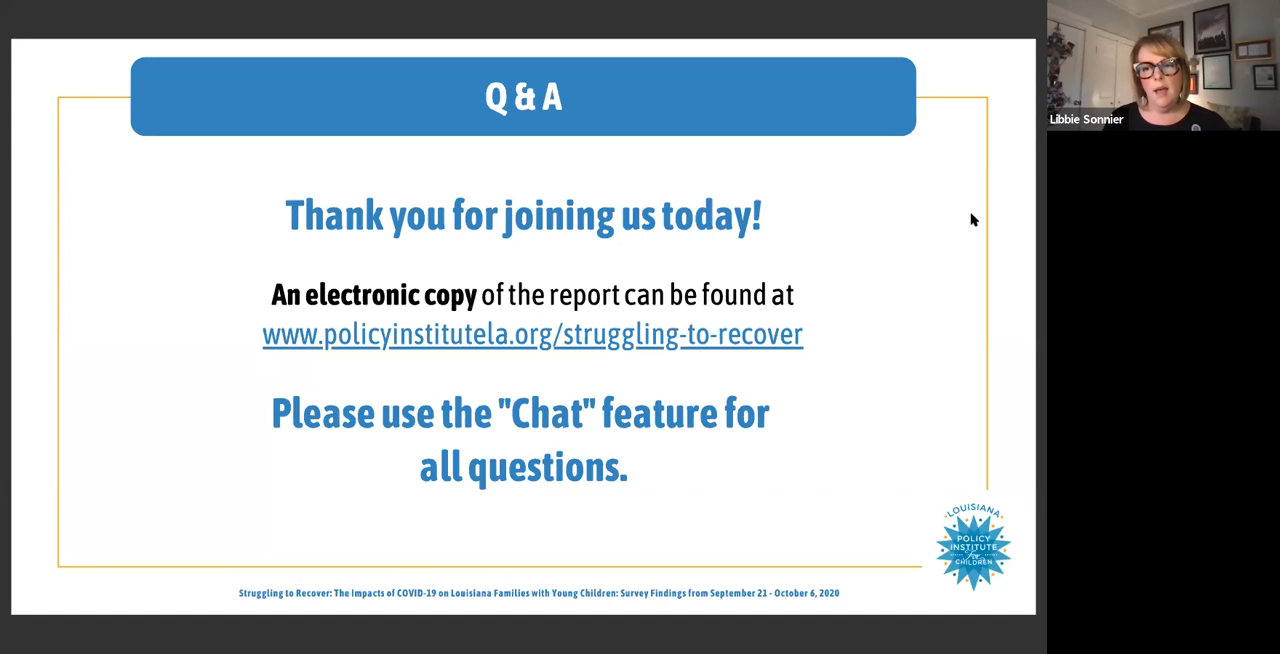 Q & A
Thank you for joining us today!
An electronic copy of the report can be found at
www.policyinstitutela.org/struggling-to-recover
Please use the "Chat" feature for
all questions.
LOUISIANA
POLICY
INSTITUTE
For
CHILDREN
Struggling to Recover: The Impacts of COVID-19 on Louisiana Families with Young Children: Survey Findings from September 21 - October 6, 2020
Libbie Sonnier